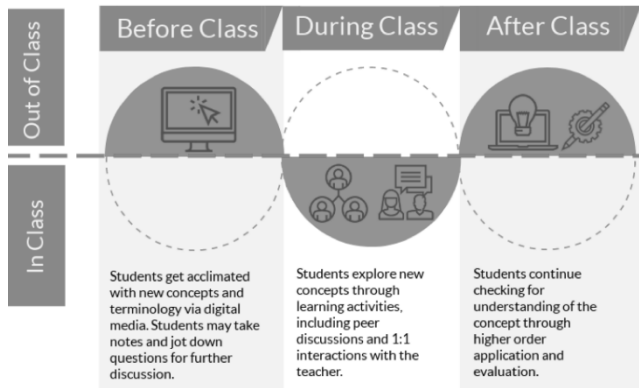 Before Class
During Class
After Class
Out of Class
In Class
Students get acclimated
with new concepts and
terminology via digital
media. Students may take
notes and jot down
questions for further
discussion.
Students explore new
concepts through
learning activities,
including peer
discussions and 1:1
interactions with the
teacher.
Students continue
checking for
understanding of the
concept through
higher order
application and
evaluation.